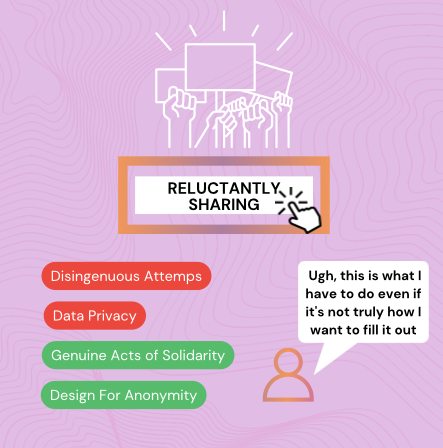 RELUCTANTLY
SHARING
Disingenuous Attemps
Data Privacy
Genuine Acts of Solidarity
Design For Anonymity
Ugh, this is what I
have to do even if
it's not truly how I
want to fill it out